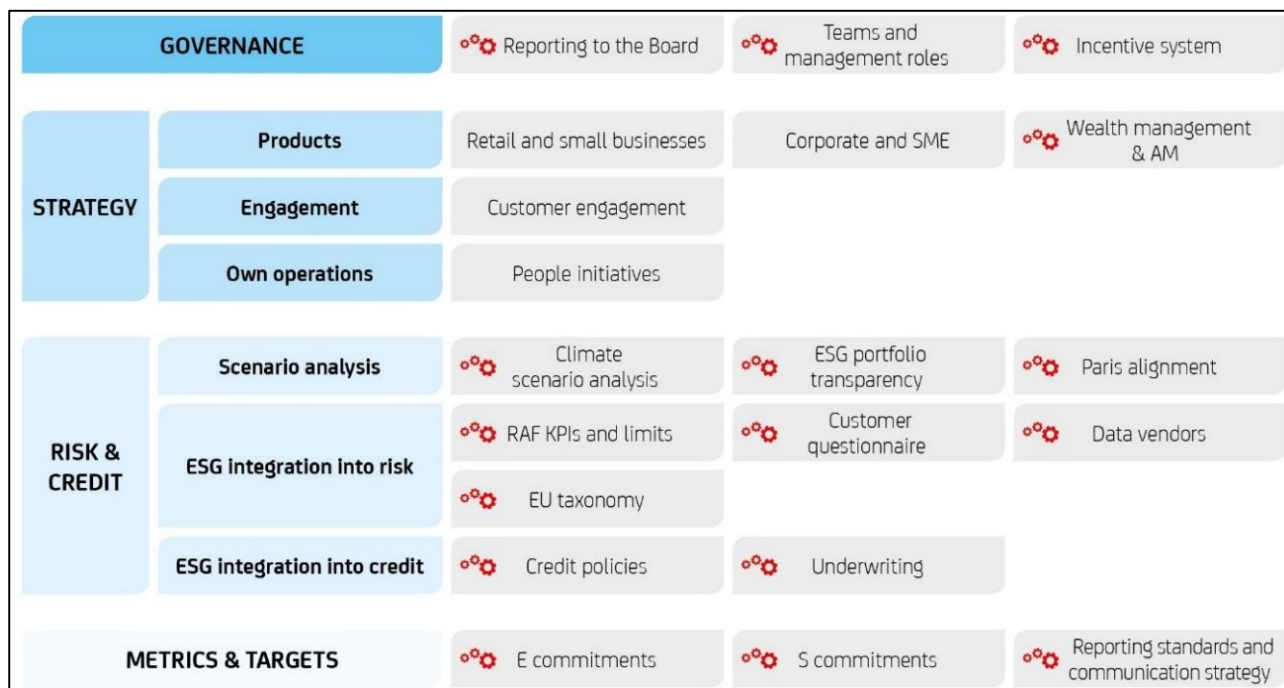 GOVERNANCE
Reporting to the Board
Teams and
management roles
Incentive system
STRATEGY
Products
Retail and small businesses
Corporate and SME
Wealth management
& AM
Engagement
Customer engagement
Own operations
People initiatives
RISK &
CREDIT
Scenario analysis
Climate
scenario analysis
ESG portfolio
transparency
Paris alignment
ESG integration into risk
RAF KPIs and limits
Customer
questionnaire
Data vendors
EU taxonomy
ESG integration into credit
Credit policies
Underwriting
METRICS & TARGETS
E commitments
S commitments
Reporting standards and
communication strategy